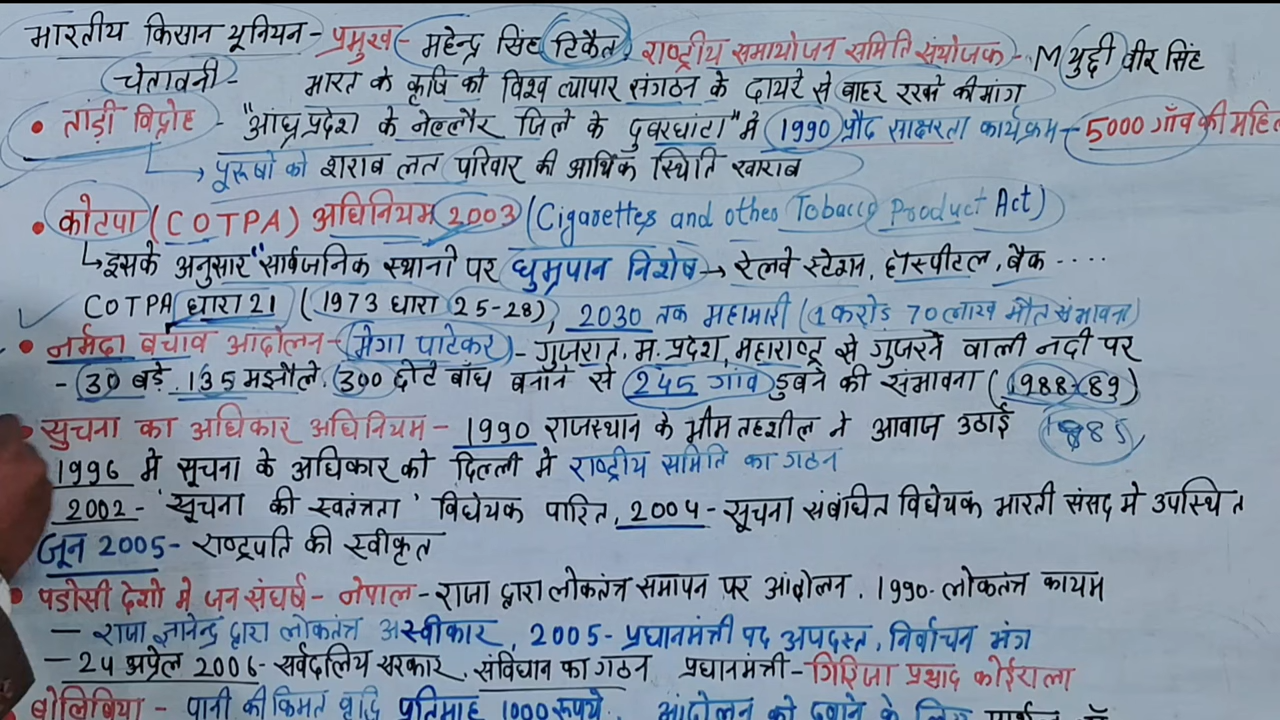 भारतीय किसान यूनियन - प्रमुख - महेन्द्र सिंह टिकैत, राष्ट्रीय समायोजन समिति संयोजक - M युद्दी वीर सिंह
चेतावनी - भारत के कृषि को विश्व व्यापार संगठन के दायरे से बाहर रखने की मांग
• ताड़ी विद्रोह - "आंध्रप्रदेश के नेल्लौर जिले के दुबरघांटा" में 1990 प्रौढ साक्षरता कार्यक्रम - 5000 गाँव की
→ पुरूषों को शराब लत परिवार की आर्थिक स्थिति खाराब
• कोटपा (COTPA) अधिनियम 2003 (Cigarettes and other Tobacco Product Act)
↳ इसके अनुसार "सार्वजनिक स्थानों पर धुम्रपान निशेष → रेलवे स्टेशन, हॉस्पीटल, बैंक ....
COTPA धारा 21 (1973 धारा 25-28), 2030 तक महामारी (1 करोड़ 70 लाख मौत संभावना)
• नर्मदा बचाव आंदोलन - (मेगा पाटेकर) - गुजरात, म. प्रदेश, महाराष्ट्र से गुजरने वाली नदी पर
- 30 बड़े, 135 मझौले, 300 छोटे बाँध बनाने से 245 गांव डुबने की संभावना (1988-89)
• सुचना का अधिकार अधिनियम - 1990 राजस्थान के भीम तहशील ने आवाज उठाई 1985,
1996 में सूचना के अधिकार को दिल्ली में राष्ट्रीय समिति का गठन
2002 - 'सूचना की स्वतंत्रता' विधेयक पारित, 2004 - सूचना संबंधित विधेयक भारती संसद मे उपस्थित
जून 2005 - राष्ट्रपति की स्वीकृत
• पडोसी देशो मे जन संघर्ष - नेपाल - राजा द्वारा लोकतंत्र समापन पर आंदोलन. 1990 - लोकतंत्र कायम
- राजा ज्ञानेन्द्र द्वारा लोकतंत्र अस्वीकार, 2005 - प्रधानमंत्री पद अपदस्त, निर्वाचन भंग
- 24 अप्रेल 2006 - सर्वदलिय सरकार, संविधान का गठन प्रधानमंत्री - गिरिजा प्रसाद कोईराला
बोलिबिया - पानी की किमत वृद्धि प्रतिमाह 1000 रूपये, आंदोलन को दबाने के लिए